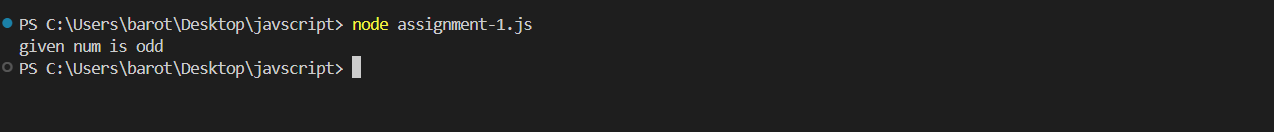 PS C:\Users\barot\Desktop\javscript> node assignment-1.js
given num is odd
PS C:\Users\barot\Desktop\javscript>